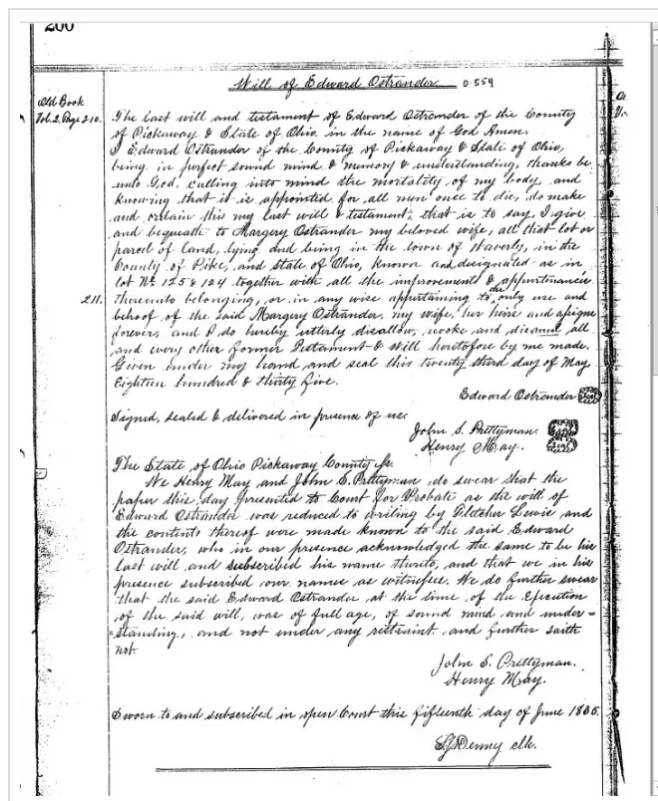 200
Will of Edward Ostrander 0-554
Old Book
Vol. 2. Page 210.
The last will and testament of Edward Ostrander of the County
of Pickaway & State of Ohio in the name of God Amen.
I Edward Ostrander of the County of Pickaway & State of Ohio,
being in perfect sound mind & memory & understanding, thanks be
unto God, calling into mind the mortality of my body, and
knowing that it is appointed for all men once to die, do make
and ordain this my last will & testament; that is to say, I give
and bequeath to Margery Ostrander my beloved wife, all that lot or
parcel of land, lying and being in the town of Waverly, in the
County of Pike, and state of Ohio, known and designated as in
lot No. 125 & 124 together with all the improvements & appurtinances
211. thereunto belonging, or in any wise appertaining to the only use and
behoof of the said Margery Ostrander, my wife, her heirs and assigns
forever, and I do hereby utterly disallow, revoke and disannul all
and every other former Testament & Will heretofore by me made.
Given under my hand and seal this twenty third day of May
Eighteen hundred & thirty five.
Edward Ostrander
Signed, sealed & delivered in presence of us:
John S. Prettyman.
Henry May.
The State of Ohio Pickaway County Ss.
We Henry May and John S. Prettyman do swear that the
paper this day presented to Court for Probate as the will of
Edward Ostrander was reduced to writing by Fletcher Lewis and
the contents thereof were made known to the said Edward
Ostrander, who in our presence acknowledged the same to be his
last will and subscribed his name thereto, and that we in his
presence subscribed our names as witnesses. We do further swear
that the said Edward Ostrander at the time of the Execution
of the said will, was of full age, of sound mind and under=
standing, and not under any restraint and further saith
not.
John S. Prettyman.
Henry May.
Sworn to and subscribed in open Court this fifteenth day of June 1835.
Denny clk.